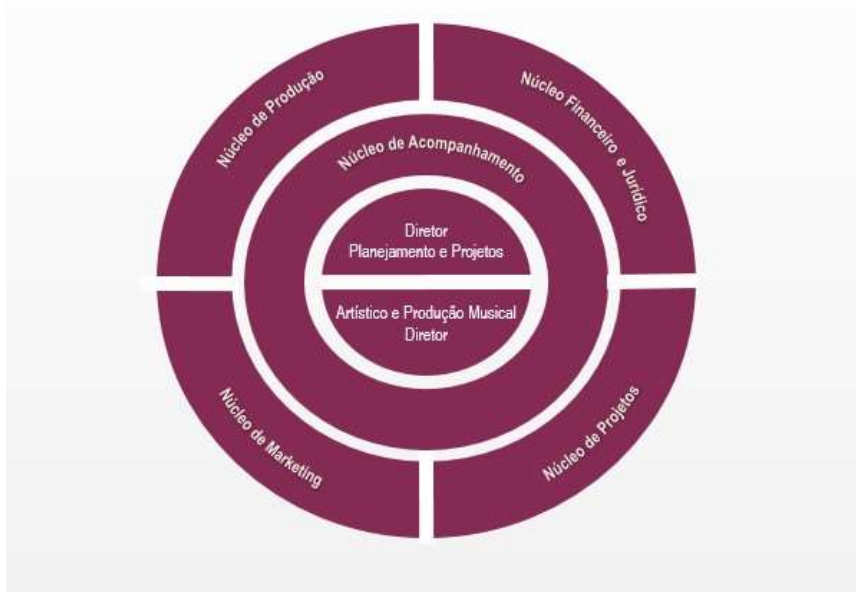 Núcleo de Produção
Núcleo Financeiro e Jurídico
Núcleo de Acompanhamento
Diretor
Planejamento e Projetos
Artístico e Produção Musical
Diretor
Núcleo de Marketing
Núcleo de Projetos